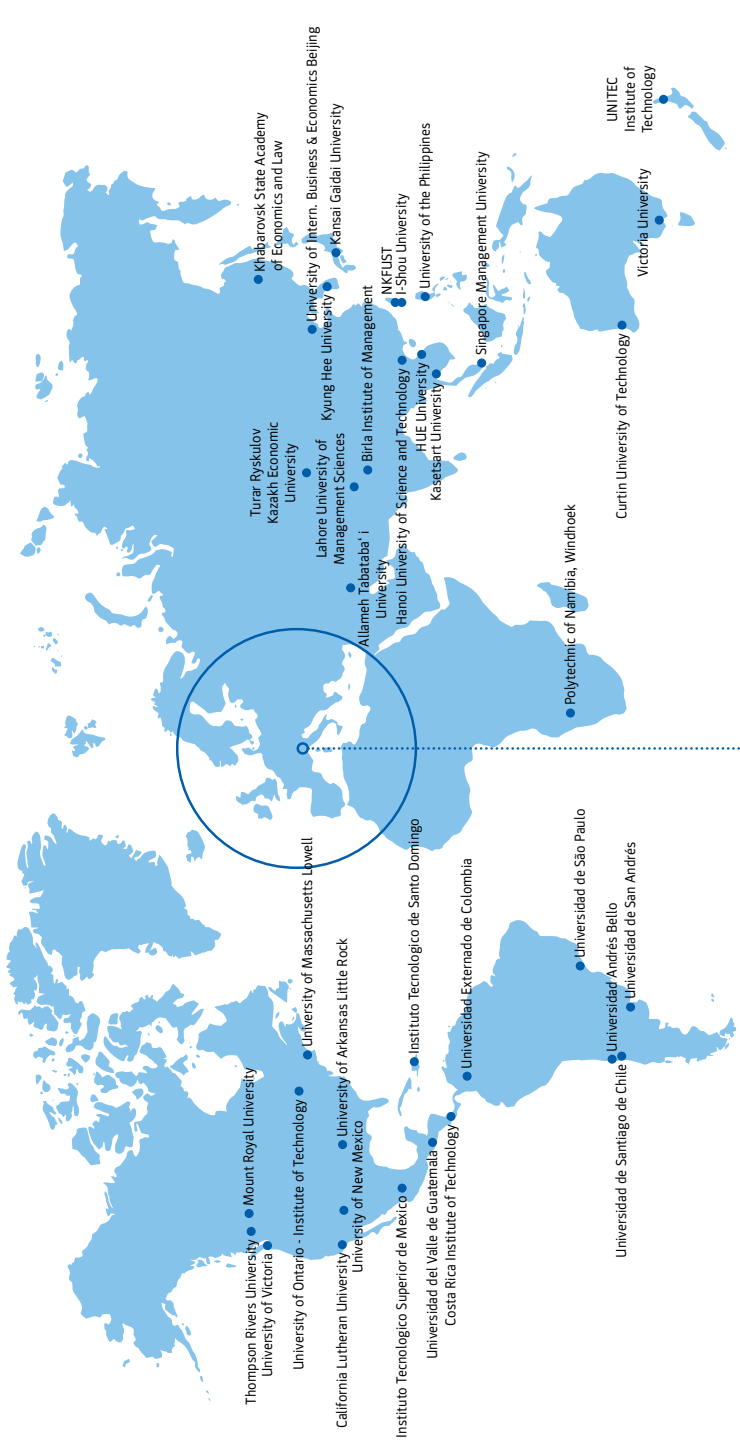 Thompson Rivers University
Mount Royal University
University of Victoria
University of Ontario - Institute of Technology
University of Massachusetts Lowell
California Lutheran University
University of Arkansas Little Rock
University of New Mexico
Instituto Tecnologico Superior de Mexico
Instituto Tecnologico de Santo Domingo
Universidad del Valle de Guatemala
Costa Rica Institute of Technology
Universidad Externado de Colombia
Universidad de São Paulo
Universidad Andrés Bello
Universidad de Santiago de Chile
Universidad de San Andrés
Khabarovsk State Academy
of Economics and Law
Turar Ryskulov
Kazakh Economic
University
University of Intern. Business & Economics Beijing
Kyung Hee University
Kansai Gaidai University
Lahore University of
Management Sciences
Allameh Tabataba' i
University
Birla Institute of Management
NKFUST
I-Shou University
Hanoi University of Science and Technology
HUE University
University of the Philippines
Kasetsart University
Singapore Management University
Polytechnic of Namibia, Windhoek
Curtin University of Technology
Victoria University
UNITEC
Institute of
Technology